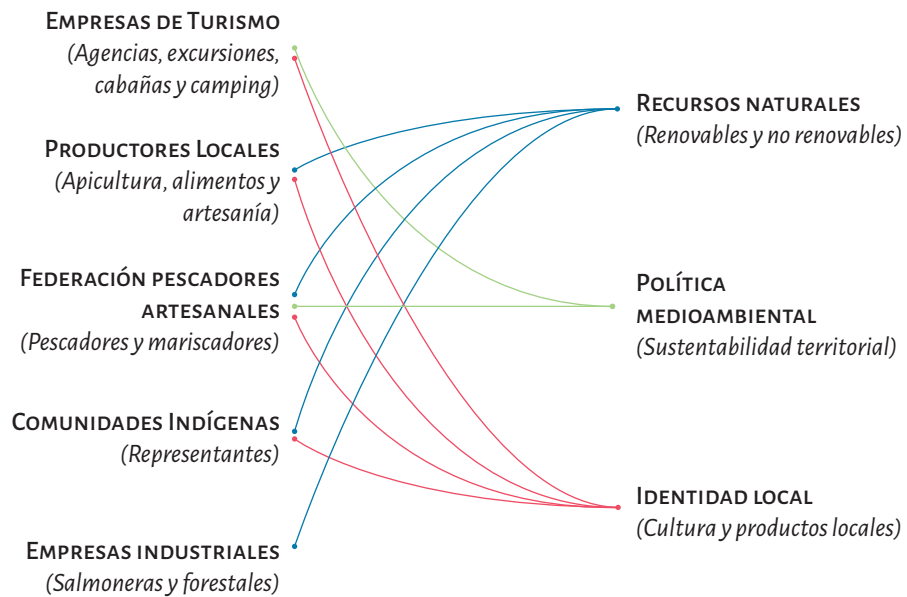 Empresas de Turismo
(Agencias, excursiones,
cabañas y camping)
Productores Locales
(Apicultura, alimentos y
artesanía)
Federación pescadores
artesanales
(Pescadores y mariscadores)
Comunidades Indígenas
(Representantes)
Empresas industriales
(Salmoneras y forestales)
Recursos naturales
(Renovables y no renovables)
Política
medioambiental
(Sustentabilidad territorial)
Identidad local
(Cultura y productos locales)